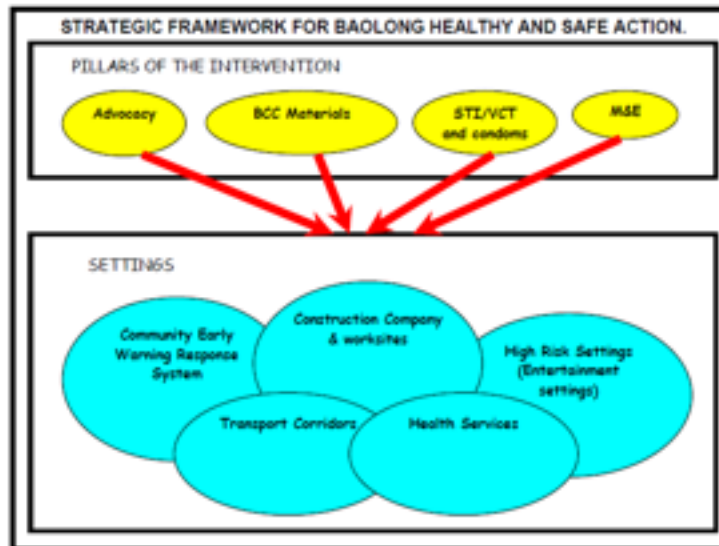 STRATEGIC FRAMEWORK FOR BAOLONG HEALTHY AND SAFE ACTION.
PILLARS OF THE INTERVENTION
Advocacy
BCC Materials
STI/VCT
and condoms
M&E
SETTINGS
Community Early
Warning Response
System
Construction Company
& worksites
High Risk Settings
(Entertainment
settings)
Transport Corridors
Health Services